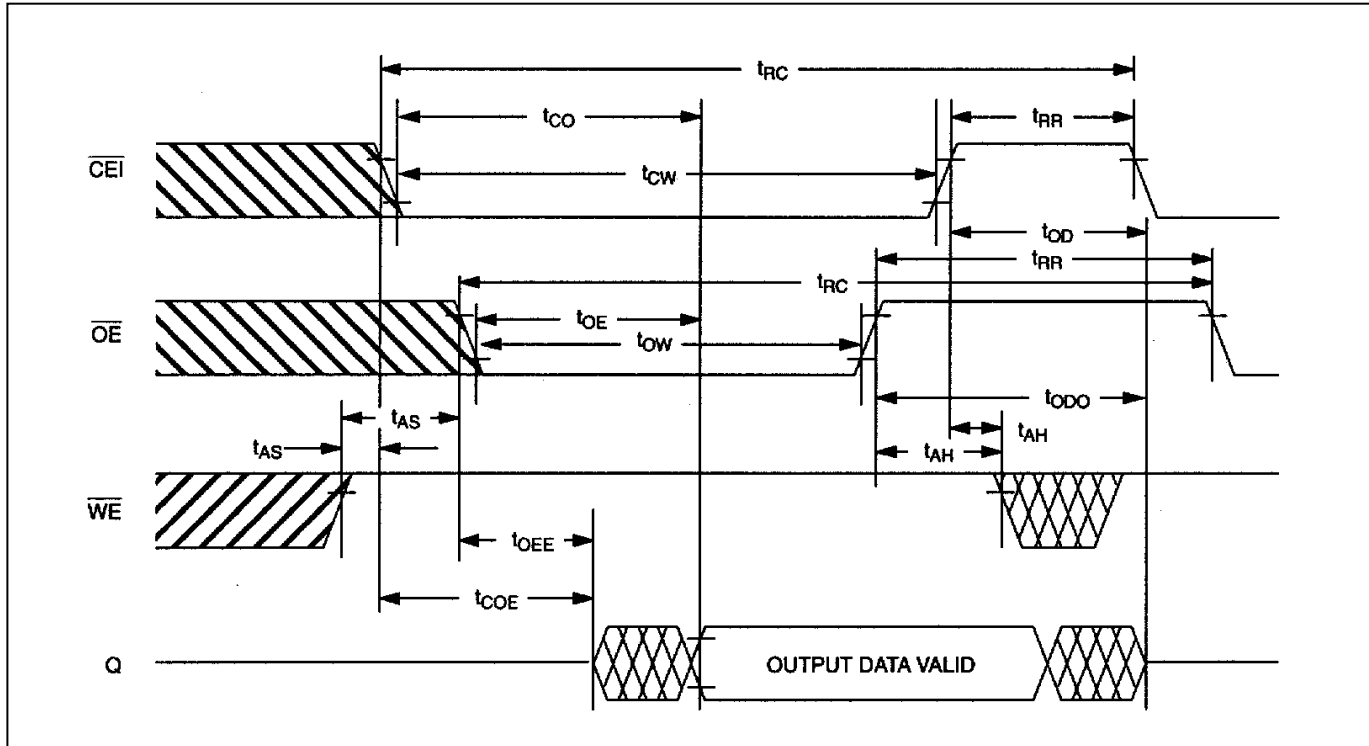 tRC
tCO
tRR
CEI
tCW
tOD
tRR
tRC
OE
tOE
tOW
tODO
tAS
tAH
tAS
tAH
WE
tOEE
tCOE
Q
OUTPUT DATA VALID